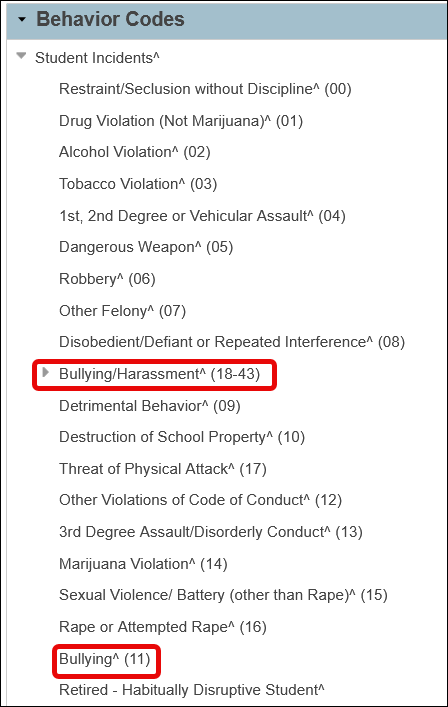 Behavior Codes
Student Incidents^
Restraint/Seclusion without Discipline^ (00)
Drug Violation (Not Marijuana)^ (01)
Alcohol Violation^ (02)
Tobacco Violation^ (03)
1st, 2nd Degree or Vehicular Assault^ (04)
Dangerous Weapon^ (05)
Robbery^ (06)
Other Felony^ (07)
Disobedient/Defiant or Repeated Interference^ (08)
Bullying/Harassment^ (18-43)
Detrimental Behavior^ (09)
Destruction of School Property^ (10)
Threat of Physical Attack^ (17)
Other Violations of Code of Conduct^ (12)
3rd Degree Assault/Disorderly Conduct^ (13)
Marijuana Violation^ (14)
Sexual Violence/ Battery (other than Rape)^ (15)
Rape or Attempted Rape^ (16)
Bullying^ (11)
Retired - Habitually Disruptive Student^